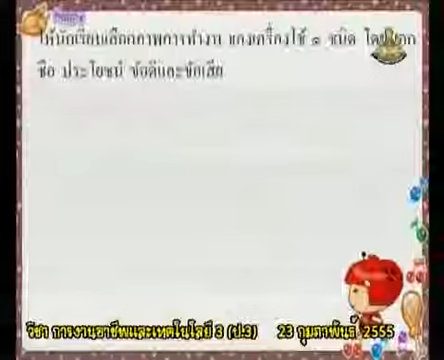 ให้นักเรียนเลือกภาพการทำงาน ของเครื่องใช้ ๑ ชนิด โดยบอก
ชื่อ ประโยชน์ ข้อดีและข้อเสีย
วิชา การงานอาชีพและเทคโนโลยี 3 (ป.3) 23 กุมภาพันธ์ 2555